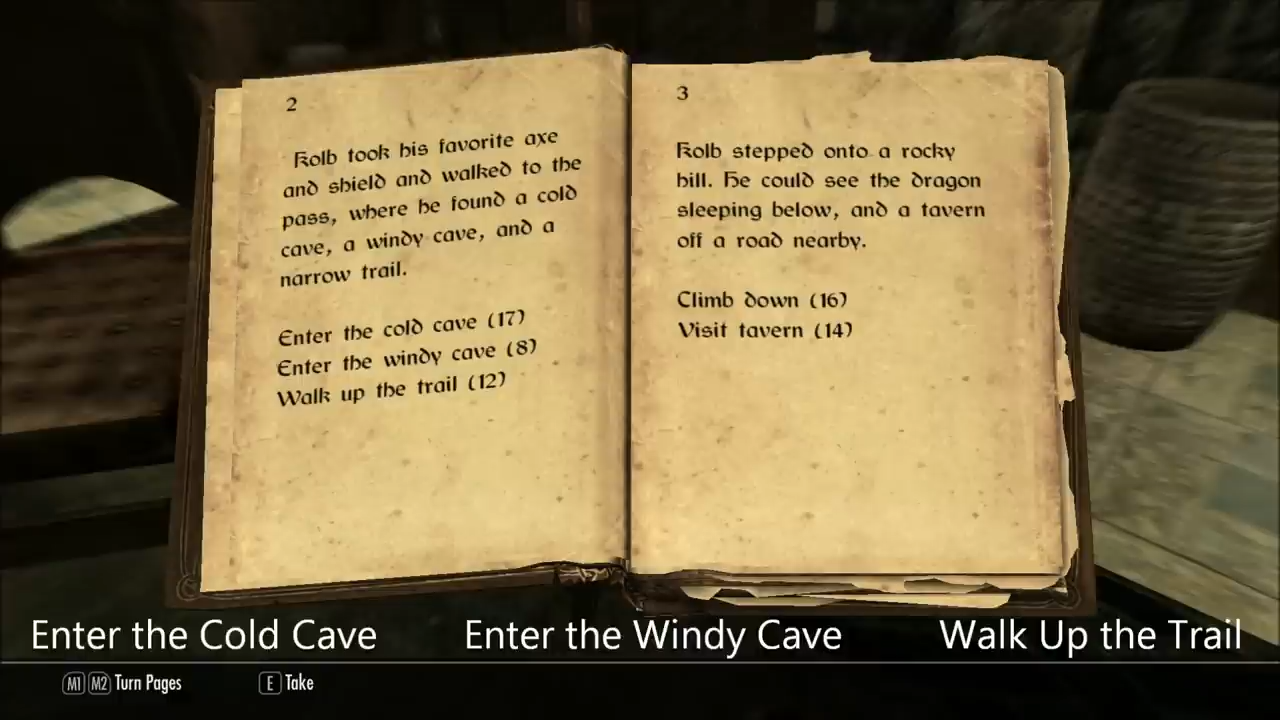 2
Kolb took his favorite axe
and shield and walked to the
pass, where he found a cold
cave, a windy cave, and a
narrow trail.
Enter the cold cave (17)
Enter the windy cave (8)
Walk up the trail (12)
3
Kolb stepped onto a rocky
hill. He could see the dragon
sleeping below, and a tavern
off a road nearby.
Climb down (16)
Visit tavern (14)
Enter the Cold Cave Enter the Windy Cave Walk Up the Trail
M1 M2 Turn Pages E Take